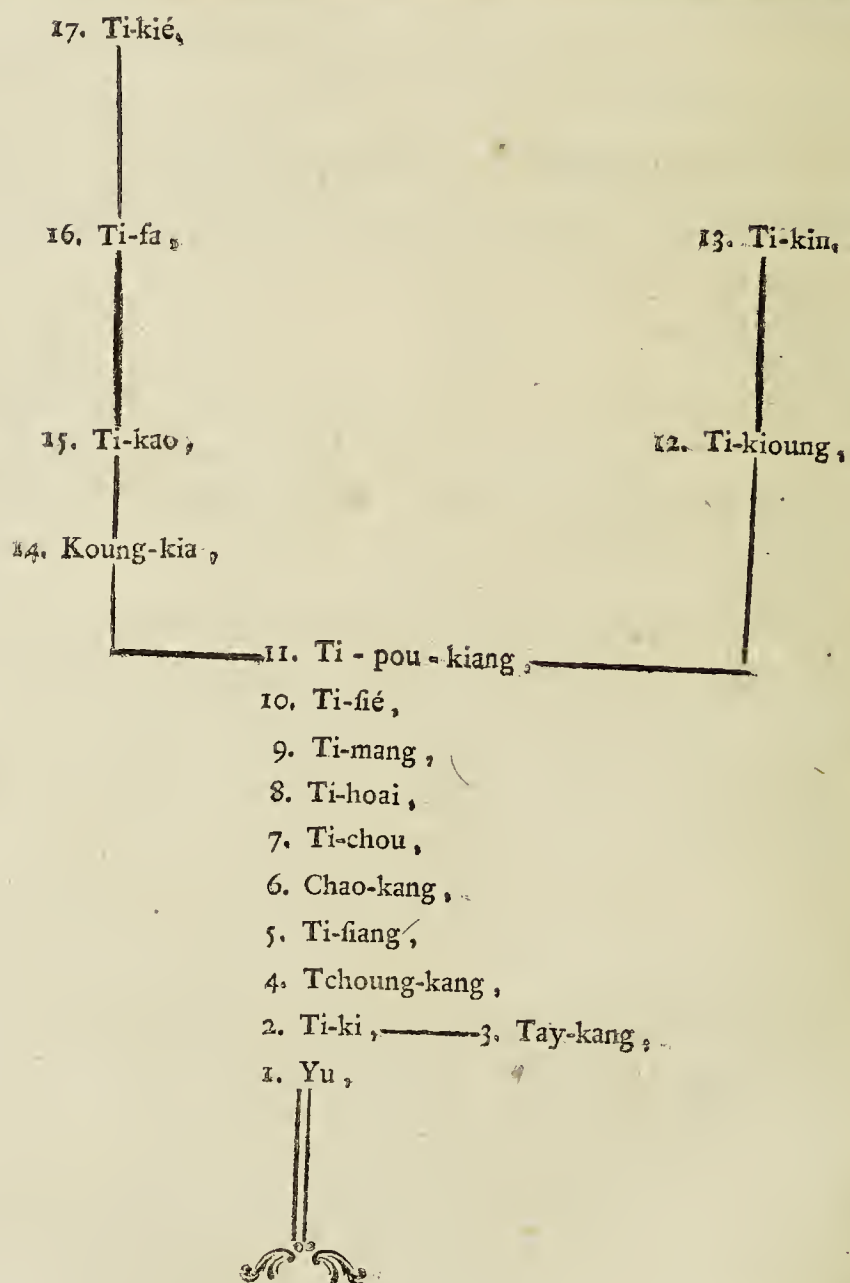 17. Ti-kié,
16. Ti-fa,
13. Ti-kin,
15. Ti-kao,
12. Ti-kioung,
14. Koung-kia,
11. Ti-pou-kiang,
10. Ti-ſié,
9. Ti-mang,
8. Ti-hoai,
7. Ti-chou,
6. Chao-kang,
5. Ti-ſiang,
4. Tchoung-kang,
2. Ti-ki, 3. Tay-kang,
1. Yu,